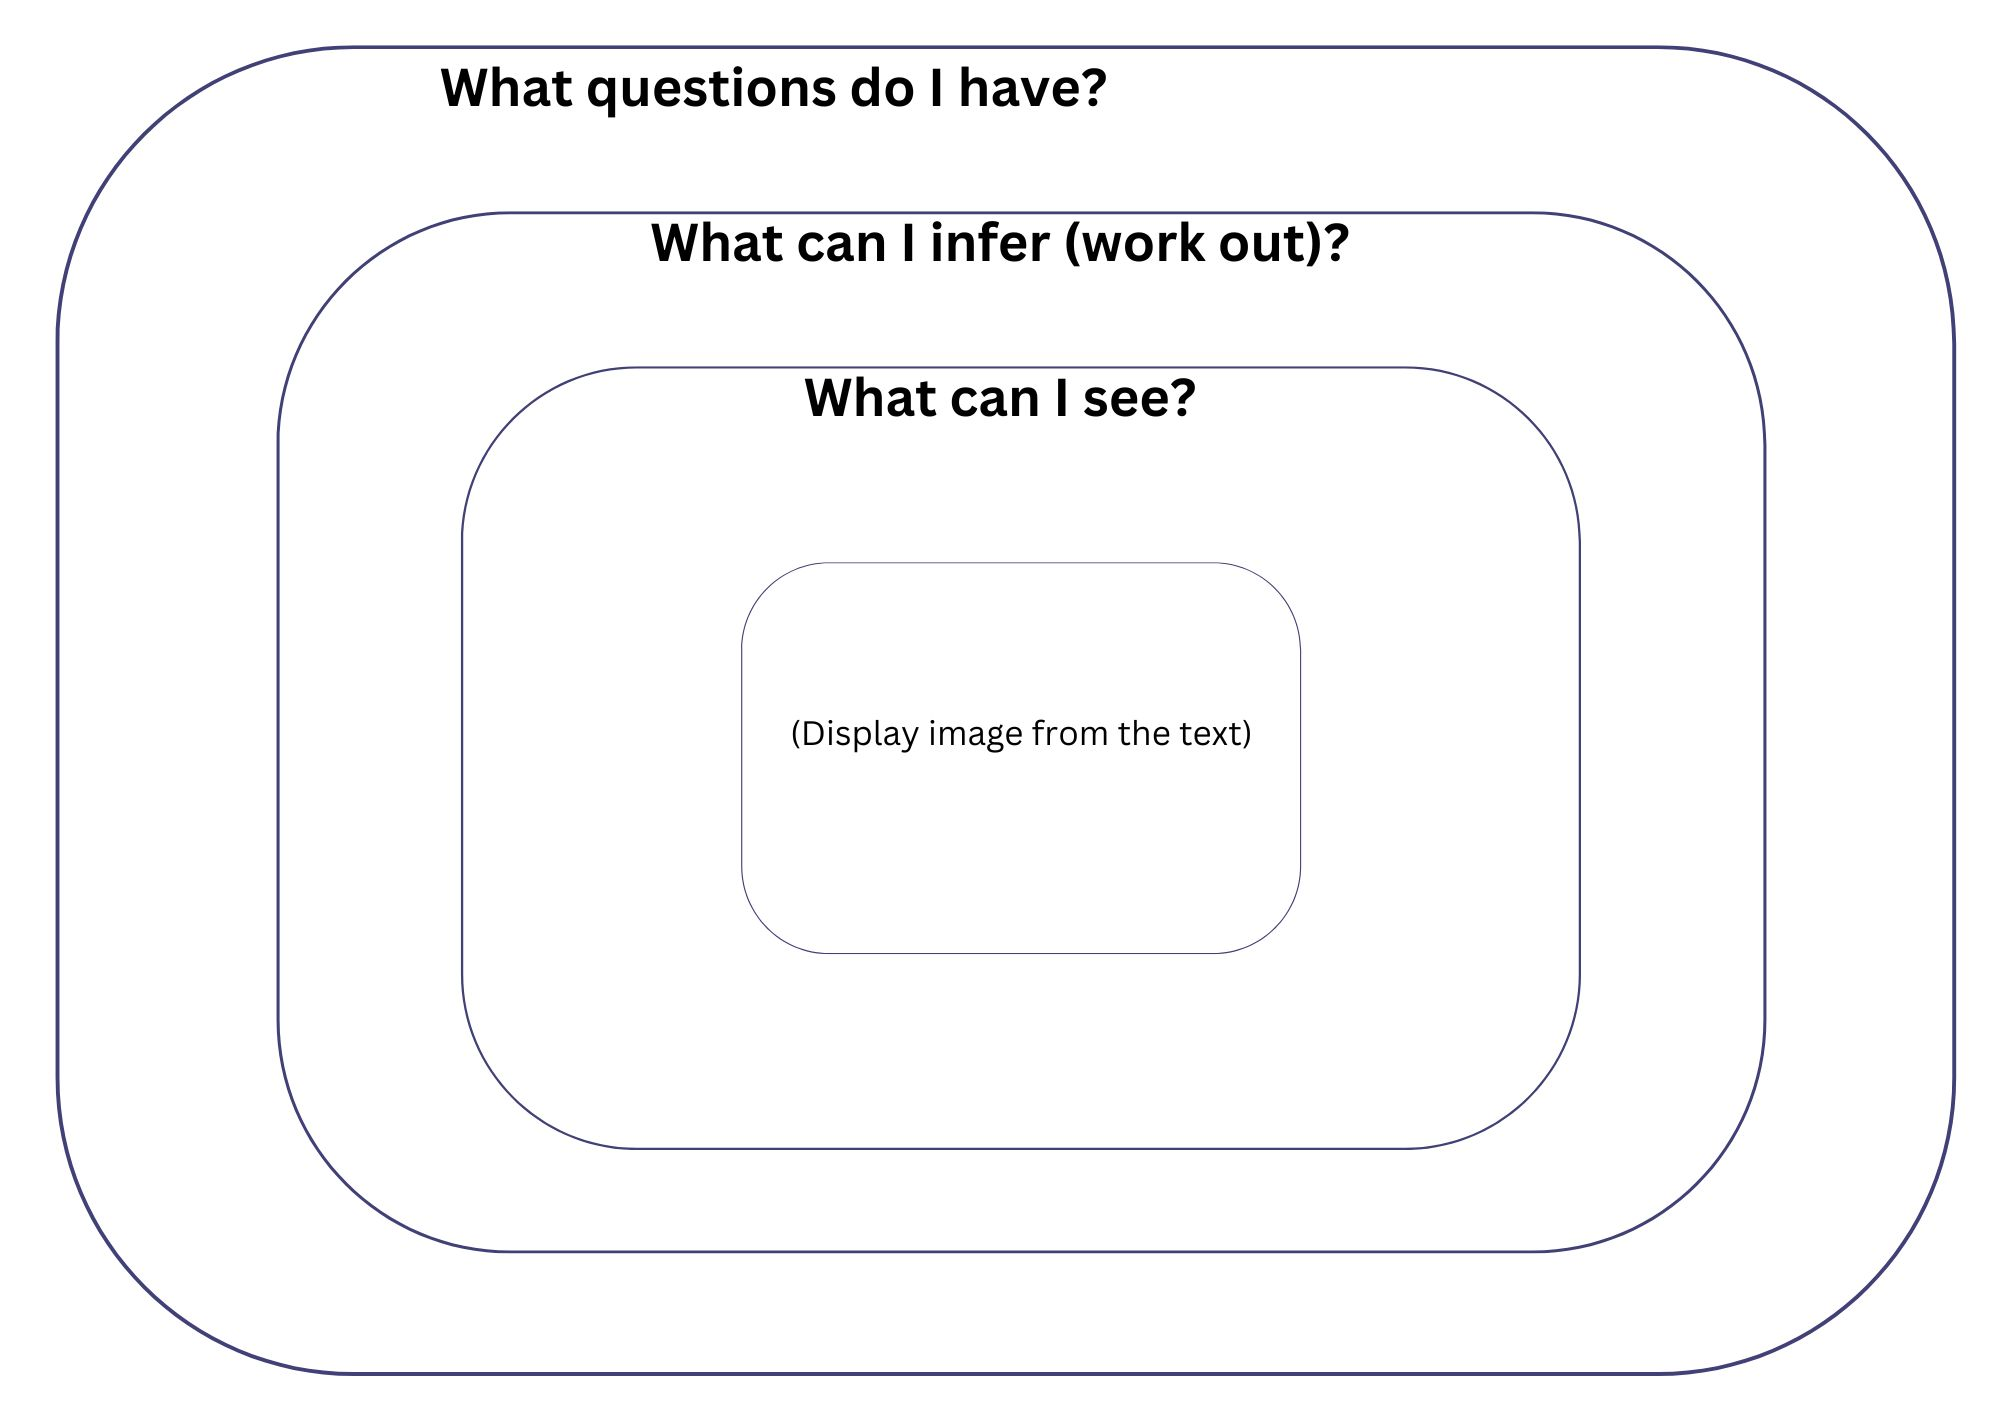 What questions do I have?
What can I infer (work out)?
What can I see?
(Display image from the text)